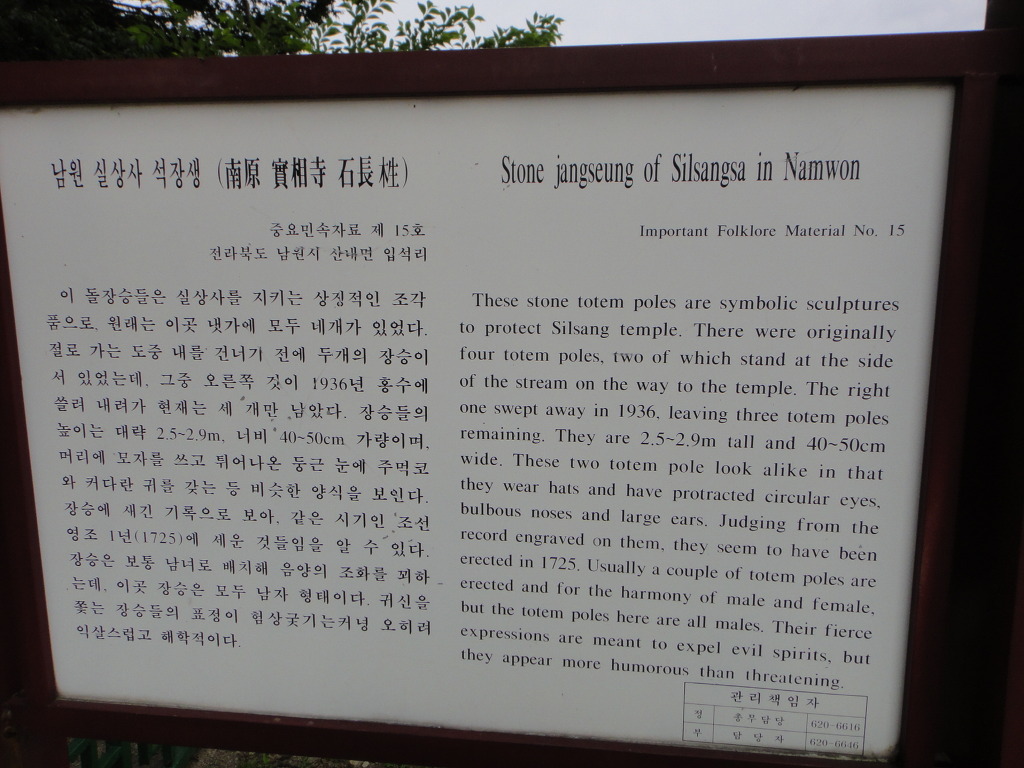 남원 실상사 석장생 (南原 實相寺 石長栍)
중요민속자료 제 15호
전라북도 남원시 산내면 입석리
이 돌장승들은 실상사를 지키는 상징적인 조각
품으로, 원래는 이곳 냇가에 모두 네개가 있었다.
절로 가는 도중 내를 건너기 전에 두개의 장승이
서 있었는데, 그중 오른쪽 것이 1936년 홍수에
쓸려 내려가 현재는 세 개만 남았다. 장승들의
높이는 대략 2.5~2.9m, 너비 40~50cm 가량이며,
머리에 모자를 쓰고 튀어나온 둥근 눈에 주먹코
와 커다란 귀를 갖는 등 비슷한 양식을 보인다.
장승에 새긴 기록으로 보아, 같은 시기인 조선
영조 1년(1725)에 세운 것들임을 알 수 있다.
장승은 보통 남녀로 배치해 음양의 조화를 꾀하
는데, 이곳 장승은 모두 남자 형태이다. 귀신을
쫓는 장승들의 표정이 험상궂기는커녕 오히려
익살스럽고 해학적이다.
Stone jangseung of Silsangsa in Namwon
Important Folklore Material No. 15
These stone totem poles are symbolic sculptures
to protect Silsang temple. There were originally
four totem poles, two of which stand at the side
of the stream on the way to the temple. The right
one swept away in 1936, leaving three totem poles
remaining. They are 2.5~2.9m tall and 40~50cm
wide. These two totem pole look alike in that
they wear hats and have protracted circular eyes,
bulbous noses and large ears. Judging from the
record engraved on them, they seem to have been
erected in 1725. Usually a couple of totem poles are
erected and for the harmony of male and female,
but the totem poles here are all males. Their fierce
expressions are meant to expel evil spirits, but
they appear more humorous than threatening.
관리책임자
정 총무담당 620-6616
부 담당자 620-6646